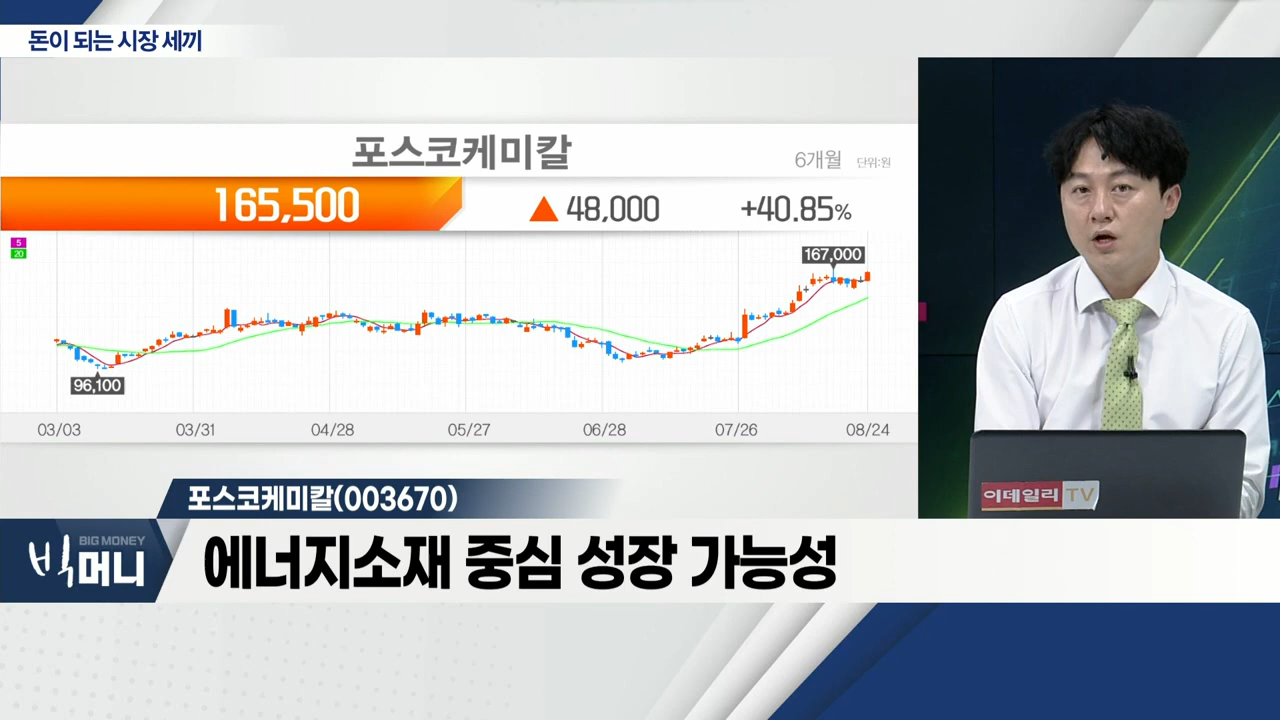 돈이 되는 시장 세끼
포스코케미칼
6개월 단위:원
165,500 ▲ 48,000 +40.85%
5
20
167,000
96,100
03/03 03/31 04/28 05/27 06/28 07/26 08/24
이데일리 TV
포스코케미칼(003670)
BIG MONEY
빅머니
에너지소재 중심 성장 가능성